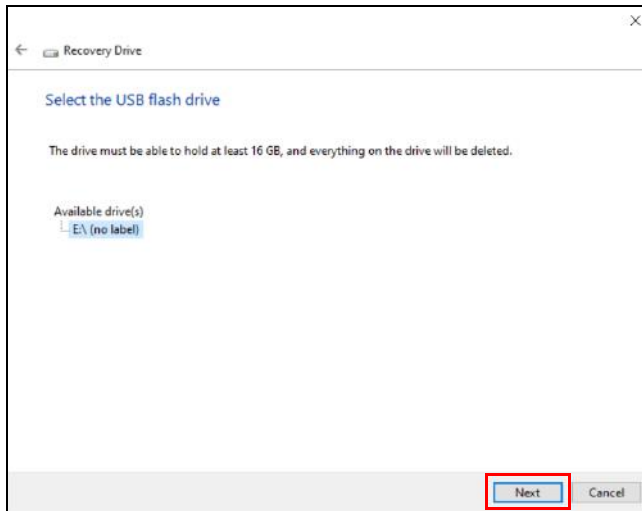 Recovery Drive
Select the USB flash drive
The drive must be able to hold at least 16 GB, and everything on the drive will be deleted.
Available drive(s)
E:\ (no label)
Next Cancel